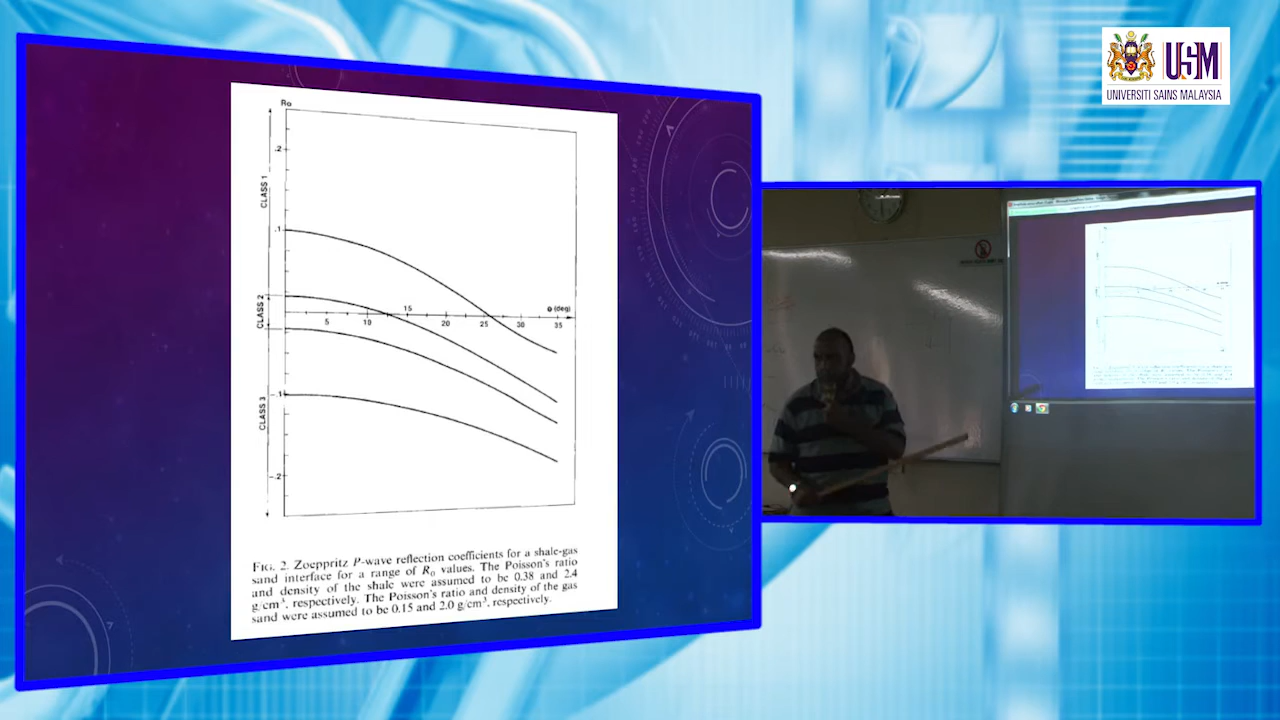 USM
UNIVERSITI SAINS MALAYSIA
Ro
.2
CLASS 1
.1
CLASS 2
15
θ (deg)
5
10
20
25
30
35
-.1
CLASS 3
-.2
FIG. 2. Zoeppritz P-wave reflection coefficients for a shale-gas
sand interface for a range of R0 values. The Poisson's ratio
and density of the shale were assumed to be 0.38 and 2.4
g/cm³, respectively. The Poisson's ratio and density of the gas
sand were assumed to be 0.15 and 2.0 g/cm³, respectively.